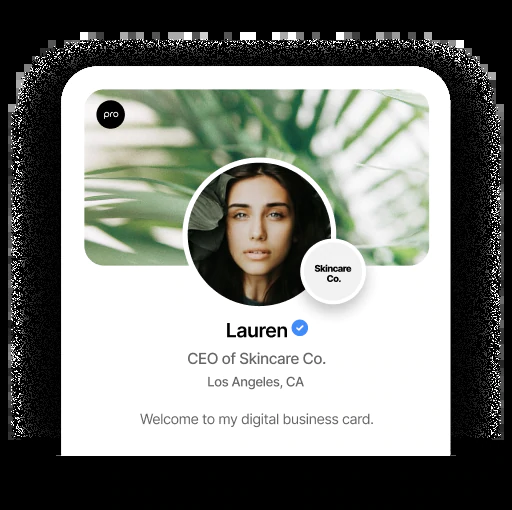 pro
Skincare
Co.
Lauren
CEO of Skincare Co.
Los Angeles, CA
Welcome to my digital business card.